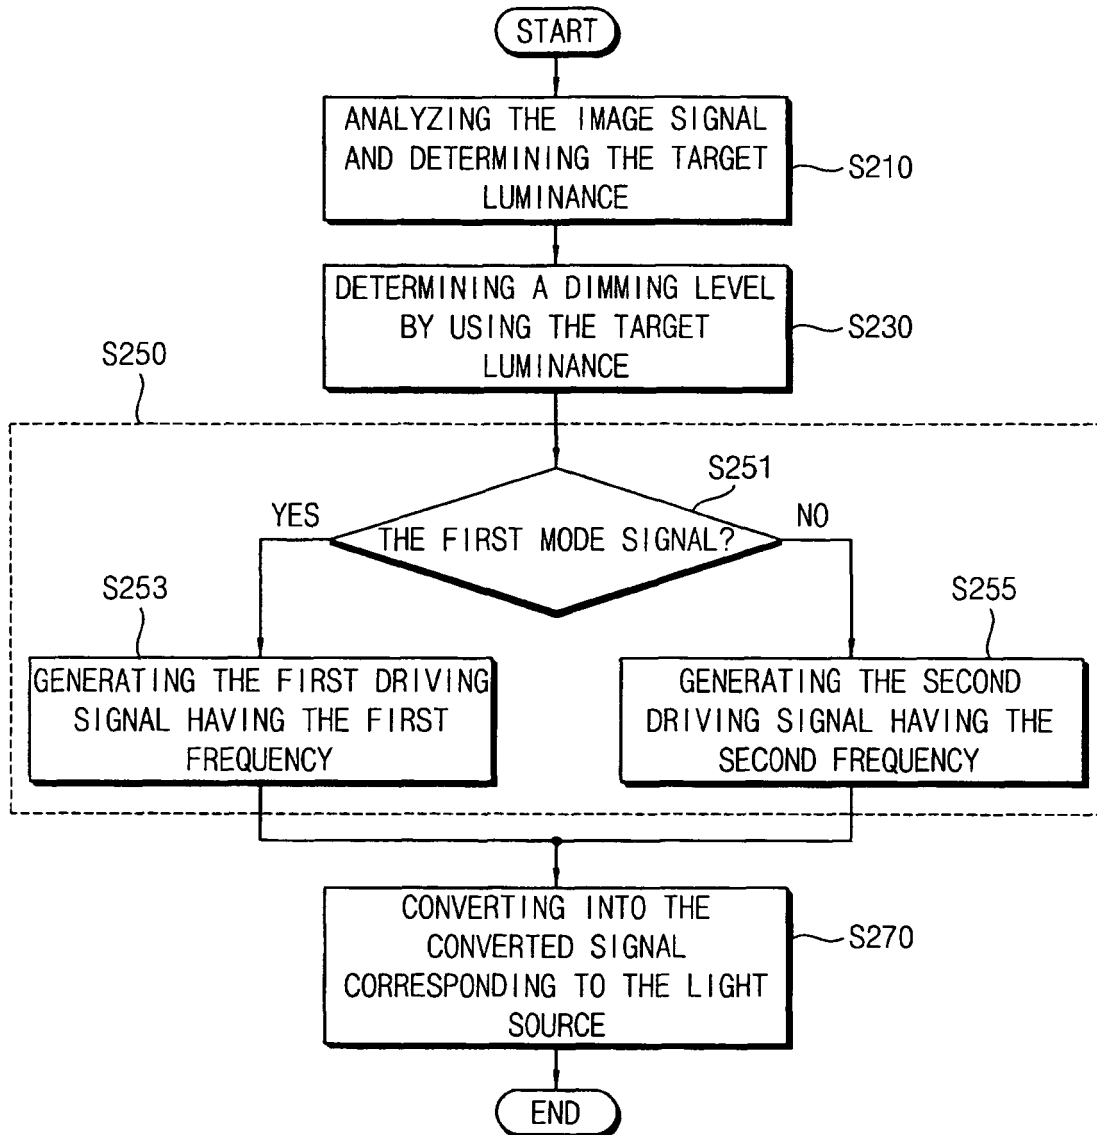 START
ANALYZING THE IMAGE SIGNAL
AND DETERMINING THE TARGET
LUMINANCE
S210
DETERMINING A DIMMING LEVEL
BY USING THE TARGET
LUMINANCE
S230
S250
S251
YES
THE FIRST MODE SIGNAL?
NO
S253
S255
GENERATING THE FIRST DRIVING
SIGNAL HAVING THE FIRST
FREQUENCY
GENERATING THE SECOND
DRIVING SIGNAL HAVING THE
SECOND FREQUENCY
CONVERTING INTO THE
CONVERTED SIGNAL
CORRESPONDING TO THE LIGHT
SOURCE
S270
END